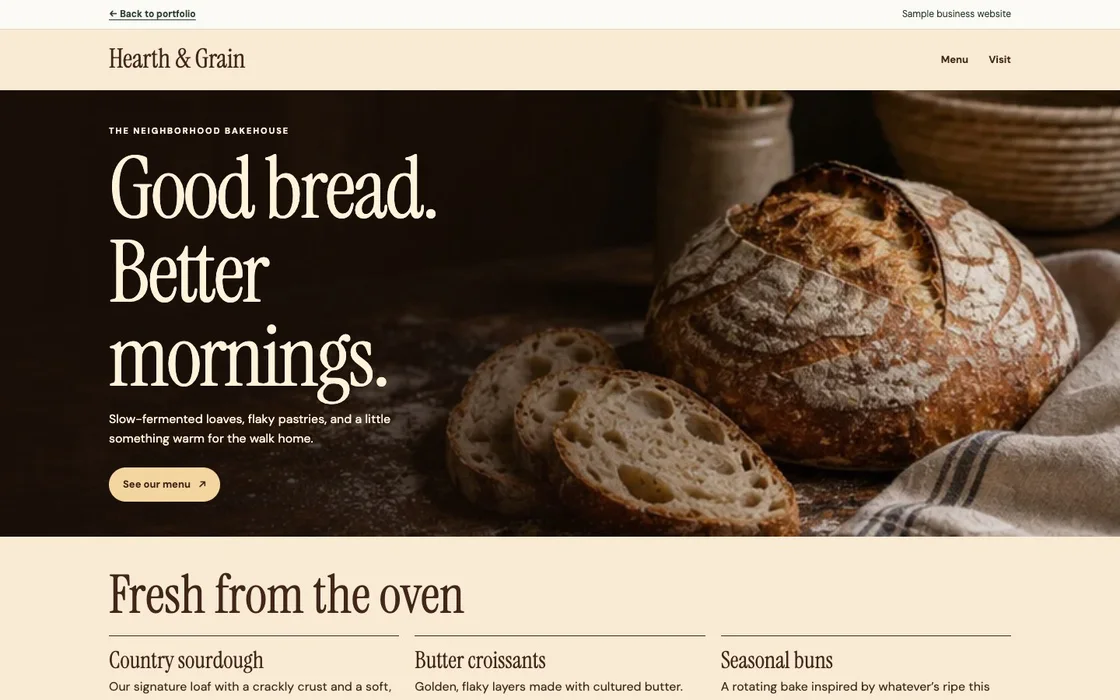 ← Back to portfolio
Sample business website
Hearth & Grain
Menu
Visit
THE NEIGHBORHOOD BAKEHOUSE
Good bread.
Better
mornings.
Slow-fermented loaves, flaky pastries, and a little
something warm for the walk home.
See our menu ↗
Fresh from the oven
Country sourdough
Our signature loaf with a crackly crust and a soft,
Butter croissants
Golden, flaky layers made with cultured butter.
Seasonal buns
A rotating bake inspired by whatever’s ripe this